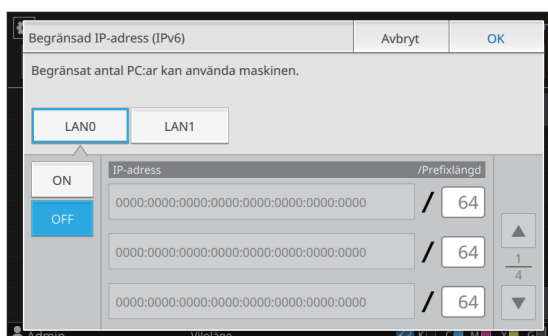 Begränsad IP-adress (IPv6) Avbryt OK
Begränsat antal PC:ar kan använda maskinen.
LAN0 LAN1
ON
OFF
IP-adress /Prefixlängd
0000:0000:0000:0000:0000:0000:0000:0000 / 64
0000:0000:0000:0000:0000:0000:0000:0000 / 64
0000:0000:0000:0000:0000:0000:0000:0000 / 64
1
4
Admin Viloläge K C M Y